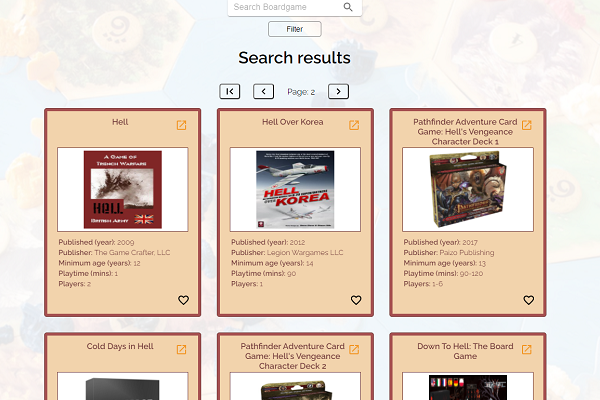 Search Boardgame
Filter
Search results
Page: 2
Hell
A GAME OF
TRENCH WARFARE
HELL
BRITISH ARMY
Published (year): 2009
Publisher: The Game Crafter, LLC
Minimum age (years): 12
Playtime (mins): 1
Players: 2
Hell Over Korea
HELL
OVER
KOREA
Published (year): 2012
Publisher: Legion Wargames LLC
Minimum age (years): 14
Playtime (mins): 90
Players: 1
Pathfinder Adventure Card
Game: Hell's Vengeance
Character Deck 1
PATHFINDER
Published (year): 2017
Publisher: Paizo Publishing
Minimum age (years): 13
Playtime (mins): 90-120
Players: 1-6
Cold Days in Hell
Pathfinder Adventure Card
Game: Hell's Vengeance
Character Deck 2
Down To Hell: The Board
Game